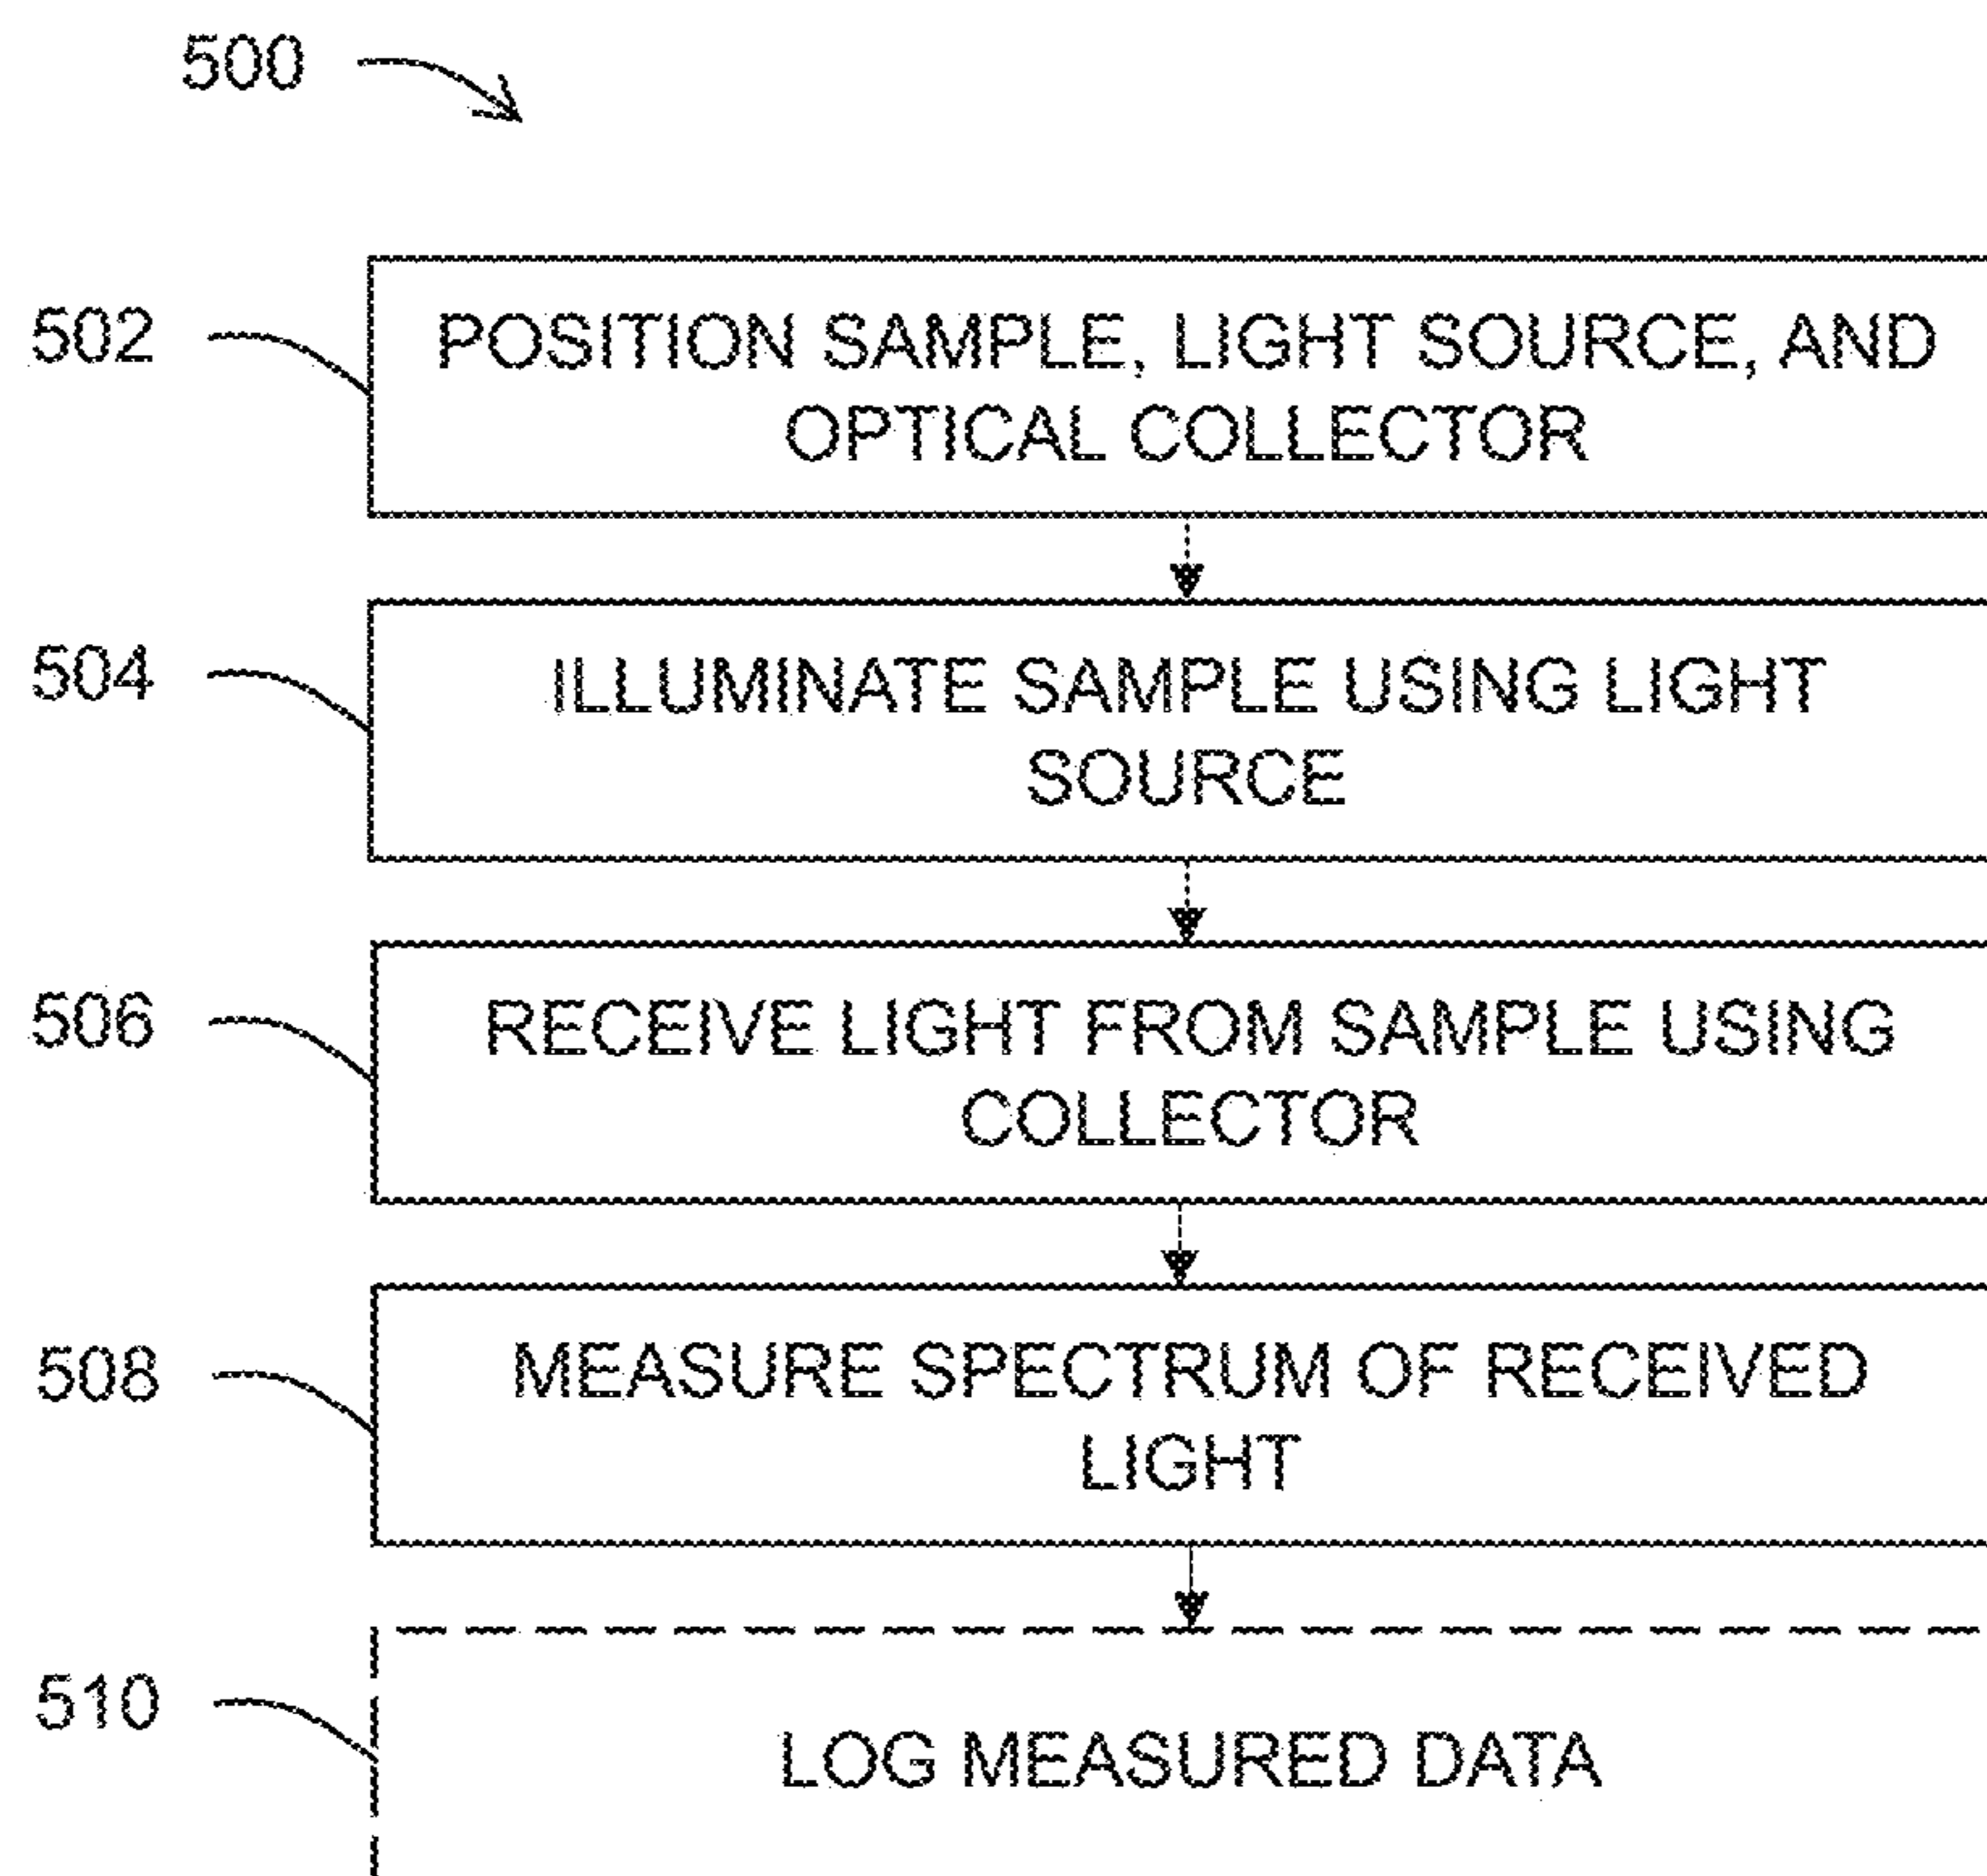 500
502
POSITION SAMPLE, LIGHT SOURCE, AND
OPTICAL COLLECTOR
504
ILLUMINATE SAMPLE USING LIGHT
SOURCE
506
RECEIVE LIGHT FROM SAMPLE USING
COLLECTOR
508
MEASURE SPECTRUM OF RECEIVED
LIGHT
510
LOG MEASURED DATA